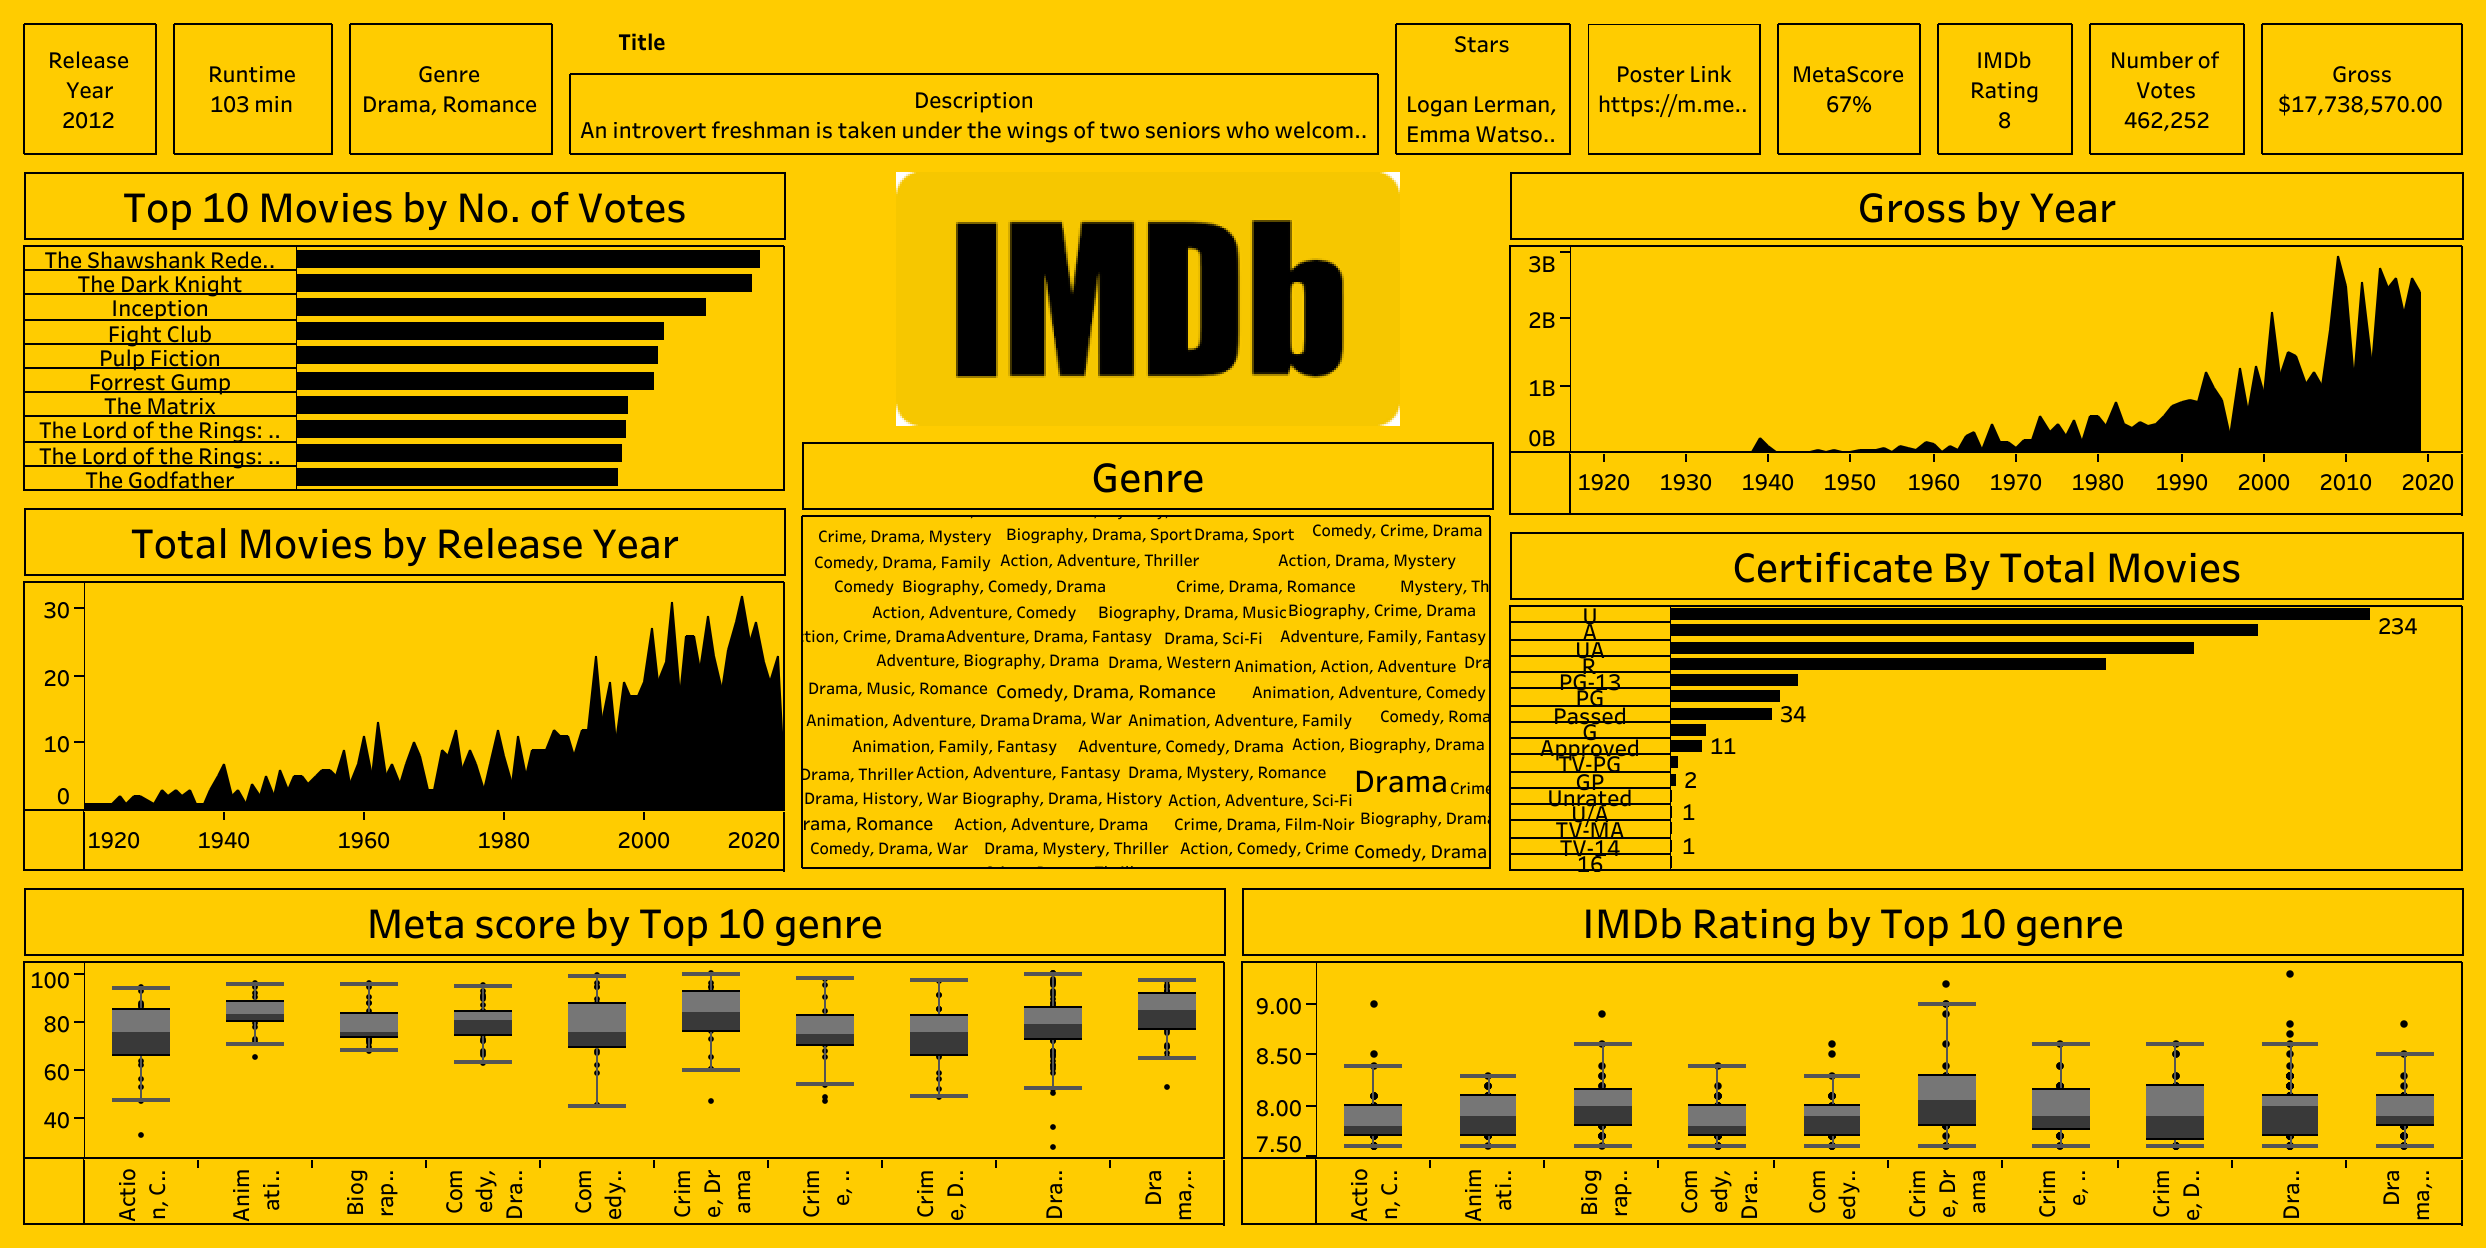 Release
Year
2012
Runtime
103 min
Genre
Drama, Romance
Title
Description
An introvert freshman is taken under the wings of two seniors who welcom..
Stars
Logan Lerman,
Emma Watso..
Poster Link
https://m.me..
MetaScore
67%
IMDb
Rating
8
Number of
Votes
462,252
Gross
$17,738,570.00
Top 10 Movies by No. of Votes
The Shawshank Rede..
The Dark Knight
Inception
Fight Club
Pulp Fiction
Forrest Gump
The Matrix
The Lord of the Rings: ..
The Lord of the Rings: ..
The Godfather
IMDb
Gross by Year
3B
2B
1B
0B
1920 1930 1940 1950 1960 1970 1980 1990 2000 2010 2020
Total Movies by Release Year
30
20
10
0
1920 1940 1960 1980 2000 2020
Genre
Crime, Drama, Mystery Biography, Drama, Sport Drama, Sport Comedy, Crime, Drama
Comedy, Drama, Family Action, Adventure, Thriller Action, Drama, Mystery
Comedy Biography, Comedy, Drama Crime, Drama, Romance Mystery, Th
Action, Adventure, Comedy Biography, Drama, Music Biography, Crime, Drama
tion, Crime, Drama Adventure, Drama, Fantasy Drama, Sci-Fi Adventure, Family, Fantasy
Adventure, Biography, Drama Drama, Western Animation, Action, Adventure Dra
Drama, Music, Romance Comedy, Drama, Romance Animation, Adventure, Comedy
Animation, Adventure, Drama Drama, War Animation, Adventure, Family Comedy, Roma
Animation, Family, Fantasy Adventure, Comedy, Drama Action, Biography, Drama
Drama, Thriller Action, Adventure, Fantasy Drama, Mystery, Romance Drama Crime
Drama, History, War Biography, Drama, History Action, Adventure, Sci-Fi
rama, Romance Action, Adventure, Drama Crime, Drama, Film-Noir Biography, Drama
Comedy, Drama, War Drama, Mystery, Thriller Action, Comedy, Crime Comedy, Drama
Certificate By Total Movies
U 234
A
UA
R
PG-13
PG
Passed 34
G
Approved 11
TV-PG
GP 2
Unrated
U/A 1
TV-MA
TV-14 1
16
Meta score by Top 10 genre
100
80
60
40
Actio
n, C..
Anim
ati..
Biog
rap..
Com
edy,
Dra..
Com
edy..
Crim
e, Dr
ama
Crim
e, ..
Crim
e, D..
Dra..
Dra
ma,..
IMDb Rating by Top 10 genre
9.00
8.50
8.00
7.50
Actio
n, C..
Anim
ati..
Biog
rap..
Com
edy,
Dra..
Com
edy..
Crim
e, Dr
ama
Crim
e, ..
Crim
e, D..
Dra..
Dra
ma,..